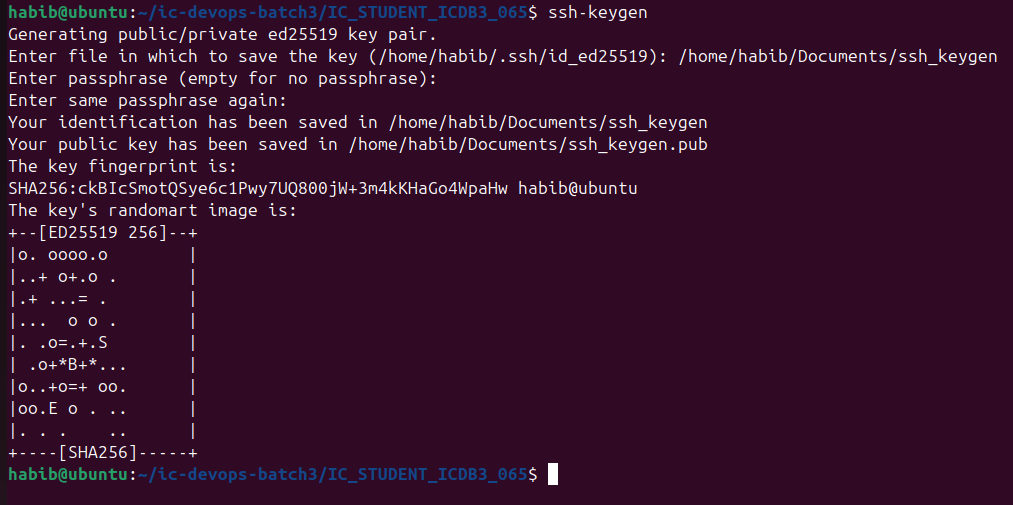 habib@ubuntu:~/ic-devops-batch3/IC_STUDENT_ICDB3_065$ ssh-keygen
Generating public/private ed25519 key pair.
Enter file in which to save the key (/home/habib/.ssh/id_ed25519): /home/habib/Documents/ssh_keygen
Enter passphrase (empty for no passphrase):
Enter same passphrase again:
Your identification has been saved in /home/habib/Documents/ssh_keygen
Your public key has been saved in /home/habib/Documents/ssh_keygen.pub
The key fingerprint is:
SHA256:ckBIcSmotQSye6c1Pwy7UQ800jW+3m4kKHaGo4WpaHw habib@ubuntu
The key's randomart image is:
+--[ED25519 256]--+
|o. oooo.o        |
|..+ o+.o .       |
|.+ ...= .        |
|...  o o .       |
|. .o=.+.S        |
| .o+*B+*...      |
|o..+o=+ oo.      |
|oo.E o . ..      |
|. . .    ..      |
+----[SHA256]-----+
habib@ubuntu:~/ic-devops-batch3/IC_STUDENT_ICDB3_065$